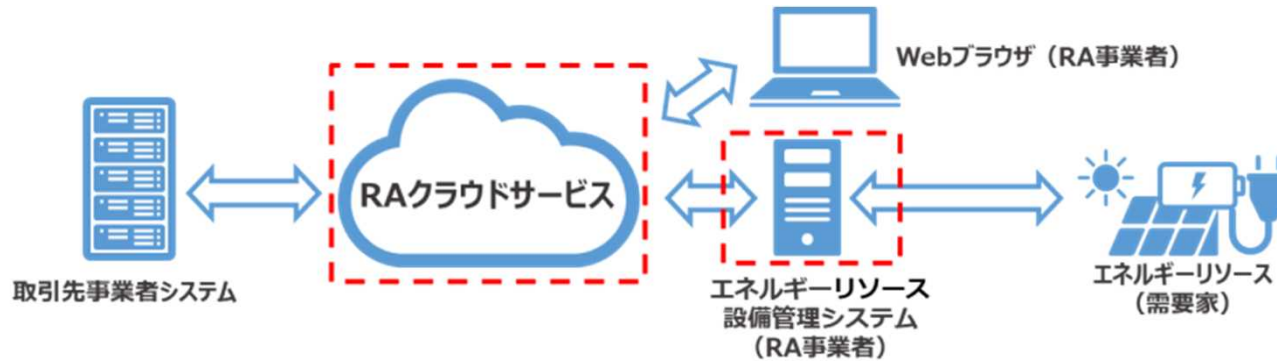 Webブラウザ（RA事業者）
RAクラウドサービス
取引先事業者システム
エネルギーリソース
設備管理システム
（RA事業者）
エネルギーリソース
（需要家）